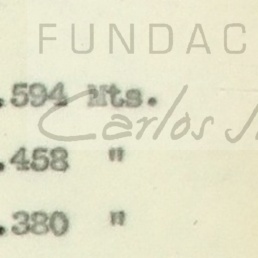 FUNDAC
.594 Mts.
Carlos
.458 "
.380 "